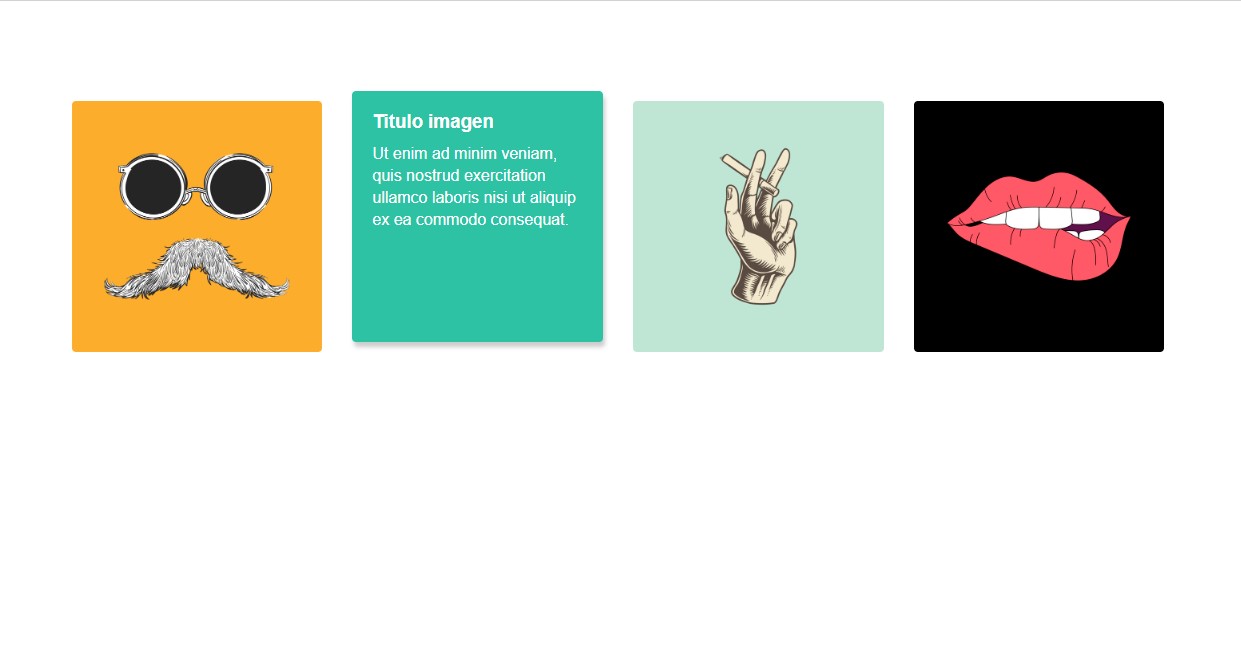 Titulo imagen
Ut enim ad minim veniam,
quis nostrud exercitation
ullamco laboris nisi ut aliquip
ex ea commodo consequat.